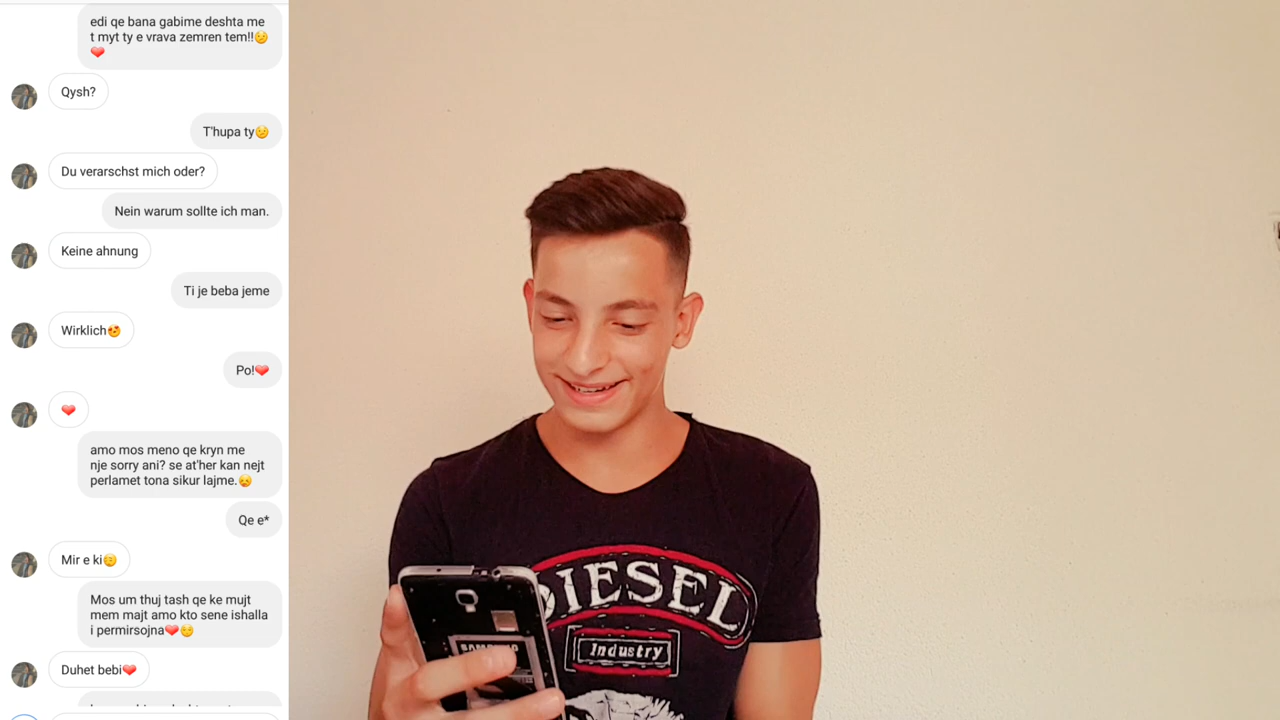 edi qe bana gabime deshta me
t myt ty e vrava zemren tem!!😕
❤
Qysh?
T'hupa ty😕
Du verarschst mich oder?
Nein warum sollte ich man.
Keine ahnung
Ti je beba jeme
Wirklich😍
Po!❤
❤
amo mos meno qe kryn me
nje sorry ani? se at'her kan nejt
perlamet tona sikur lajme.😣
Qe e*
Mir e ki😊
Mos um thuj tash qe ke mujt
mem majt amo kto sene ishalla
i permirsojna❤😌
Duhet bebi❤
DIESEL
Industry
SAMSUNG